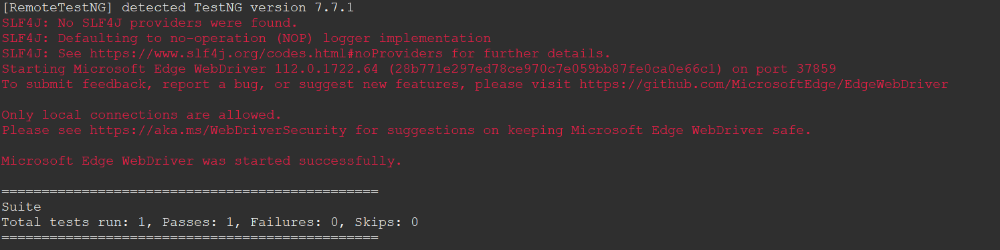 [RemoteTestNG] detected TestNG version 7.7.1
SLF4J: No SLF4J providers were found.
SLF4J: Defaulting to no-operation (NOP) logger implementation
SLF4J: See https://www.slf4j.org/codes.html#noProviders for further details.
Starting Microsoft Edge WebDriver 112.0.1722.64 (28b771e297ed78ce970c7e059bb87fe0ca0e66c1) on port 37859
To submit feedback, report a bug, or suggest new features, please visit https://github.com/MicrosoftEdge/EdgeWebDriver
Only local connections are allowed.
Please see https://aka.ms/WebDriverSecurity for suggestions on keeping Microsoft Edge WebDriver safe.
Microsoft Edge WebDriver was started successfully.
===============================================
Suite
Total tests run: 1, Passes: 1, Failures: 0, Skips: 0
===============================================